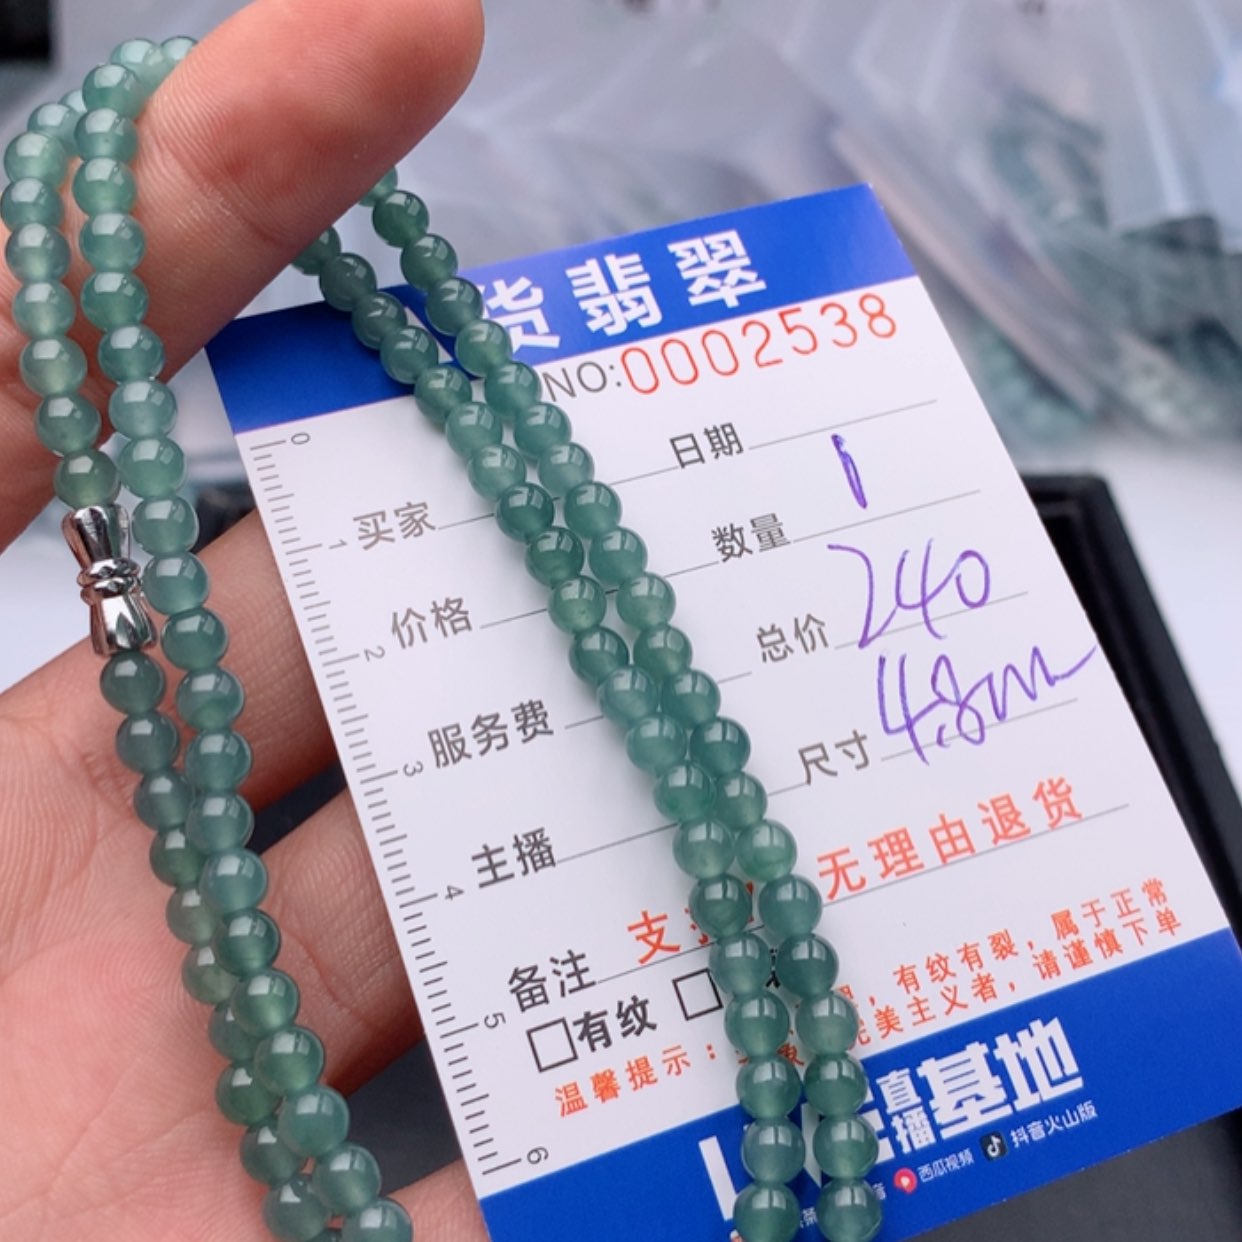 货翡翠
NO:0002538
日期
买家
数量 1
价格
总价 240
服务费
尺寸 4.8mm
主播
支 无理由退货
备注
有纹
温馨提示： ，有纹有裂，属于正常
完美主义者，请谨慎下单
直播基地
西瓜视频 抖音火山版
0
1
2
3
4
5
6